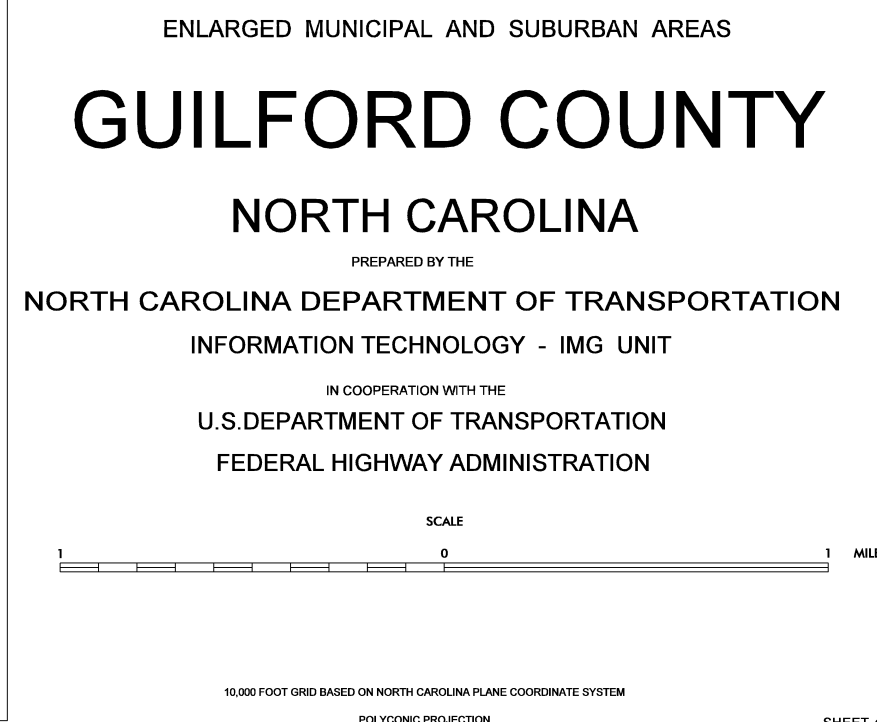 ENLARGED MUNICIPAL AND SUBURBAN AREAS
GUILFORD COUNTY
NORTH CAROLINA
PREPARED BY THE
NORTH CAROLINA DEPARTMENT OF TRANSPORTATION
INFORMATION TECHNOLOGY - IMG UNIT
IN COOPERATION WITH THE
U.S.DEPARTMENT OF TRANSPORTATION
FEDERAL HIGHWAY ADMINISTRATION
SCALE
1 0 1
10,000 FOOT GRID BASED ON NORTH CAROLINA PLANE COORDINATE SYSTEM
POLYCONIC PROJECTION
SHEET